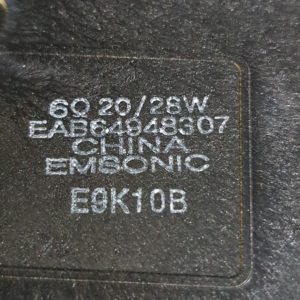 6Ω 20/28W
EAB64948307
CHINA
EMSONIC
E9K10B